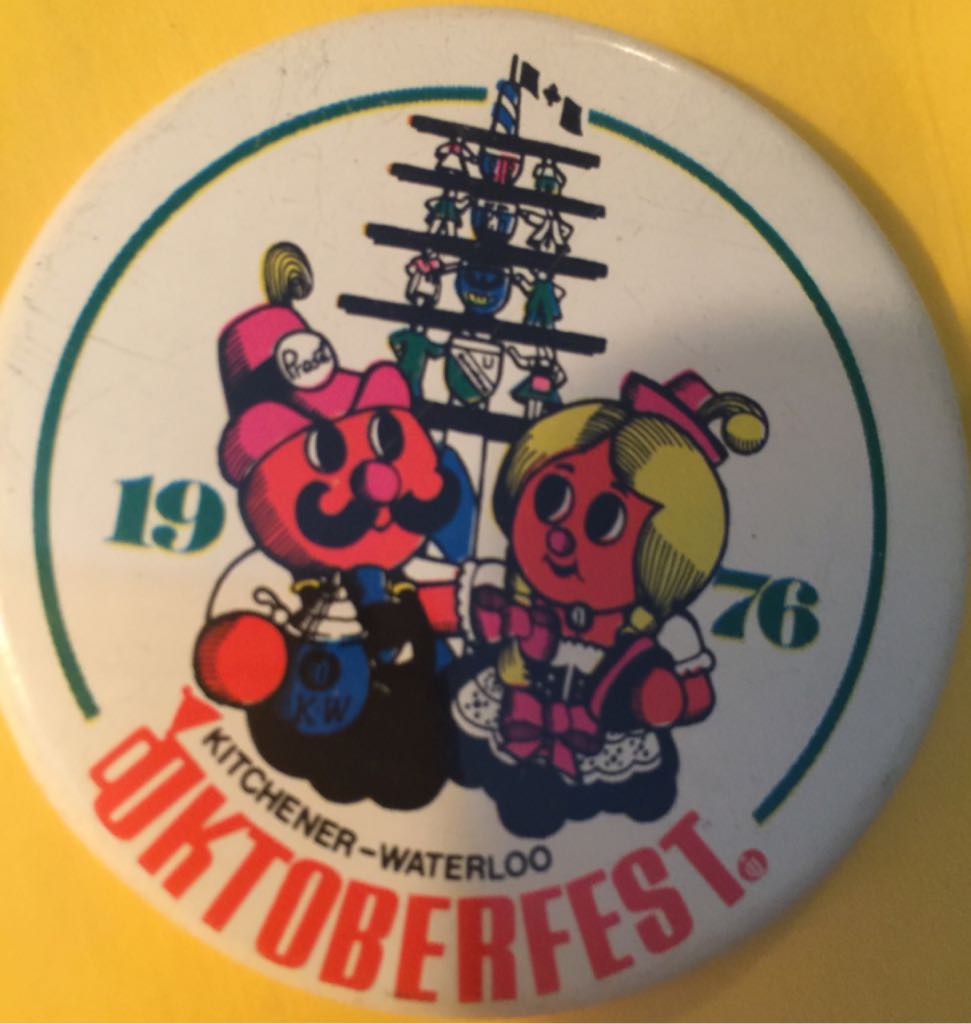 Prosit
19 76
KW
KITCHENER-WATERLOO
OKTOBERFEST.